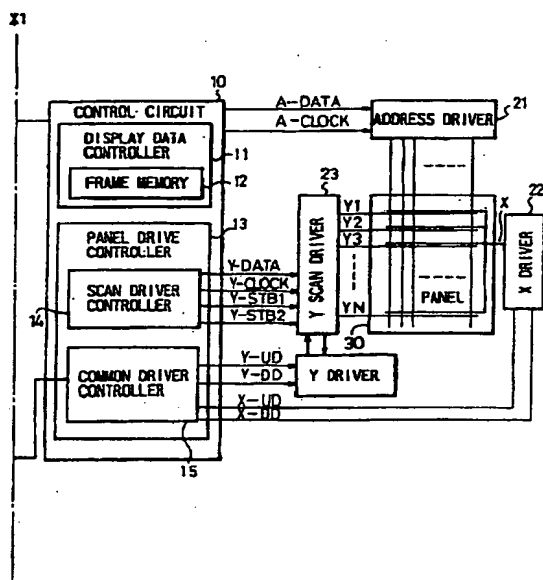 X1
10
CONTROL CIRCUIT
A-DATA
A-CLOCK
ADDRESS DRIVER
21
DISPLAY DATA
CONTROLLER
11
FRAME MEMORY
12
23
22
13
PANEL DRIVE
CONTROLLER
Y1
Y2
Y3
X
Y SCAN DRIVER
X DRIVER
SCAN DRIVER
CONTROLLER
14
Y-DATA
Y-CLOCK
Y-STB1
Y-STB2
PANEL
YN
30
COMMON DRIVER
CONTROLLER
Y-UD
Y-DD
Y DRIVER
X-UD
X-DD
15